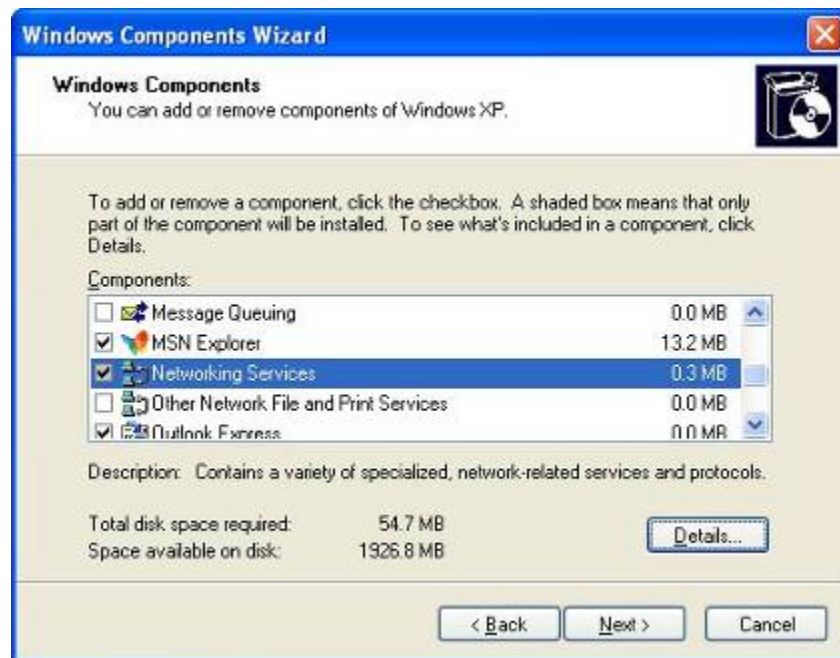 Windows Components Wizard
Windows Components
You can add or remove components of Windows XP.
To add or remove a component, click the checkbox. A shaded box means that only
part of the component will be installed. To see what's included in a component, click
Details.
Components:
Message Queuing 0.0 MB
MSN Explorer 13.2 MB
Networking Services 0.3 MB
Other Network File and Print Services 0.0 MB
Outlook Express 0.0 MB
Description: Contains a variety of specialized, network-related services and protocols.
Total disk space required: 54.7 MB
Space available on disk: 1926.8 MB
Details...
< Back Next > Cancel